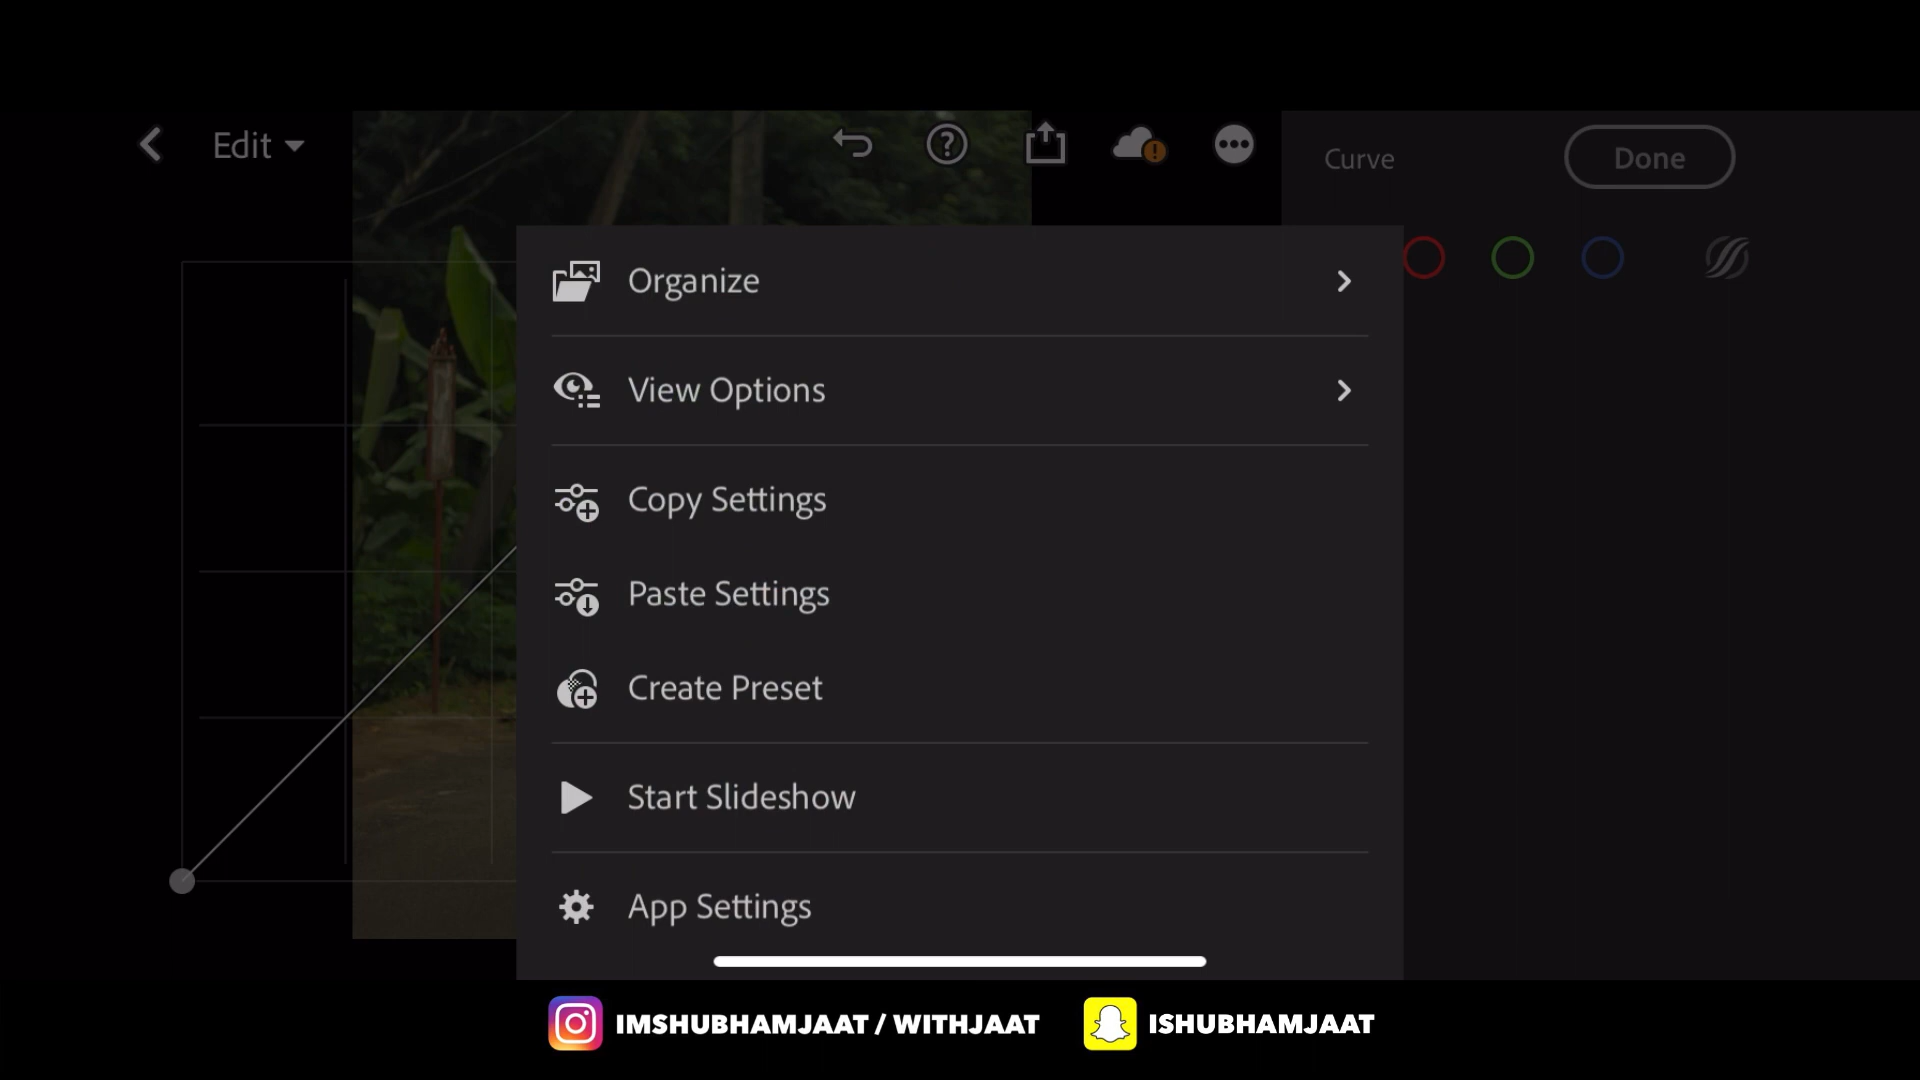 Edit
Curve
Done
Organize
View Options
Copy Settings
Paste Settings
Create Preset
Start Slideshow
App Settings
IMSHUBHAMJAAT / WITHJAAT
ISHUBHAMJAAT